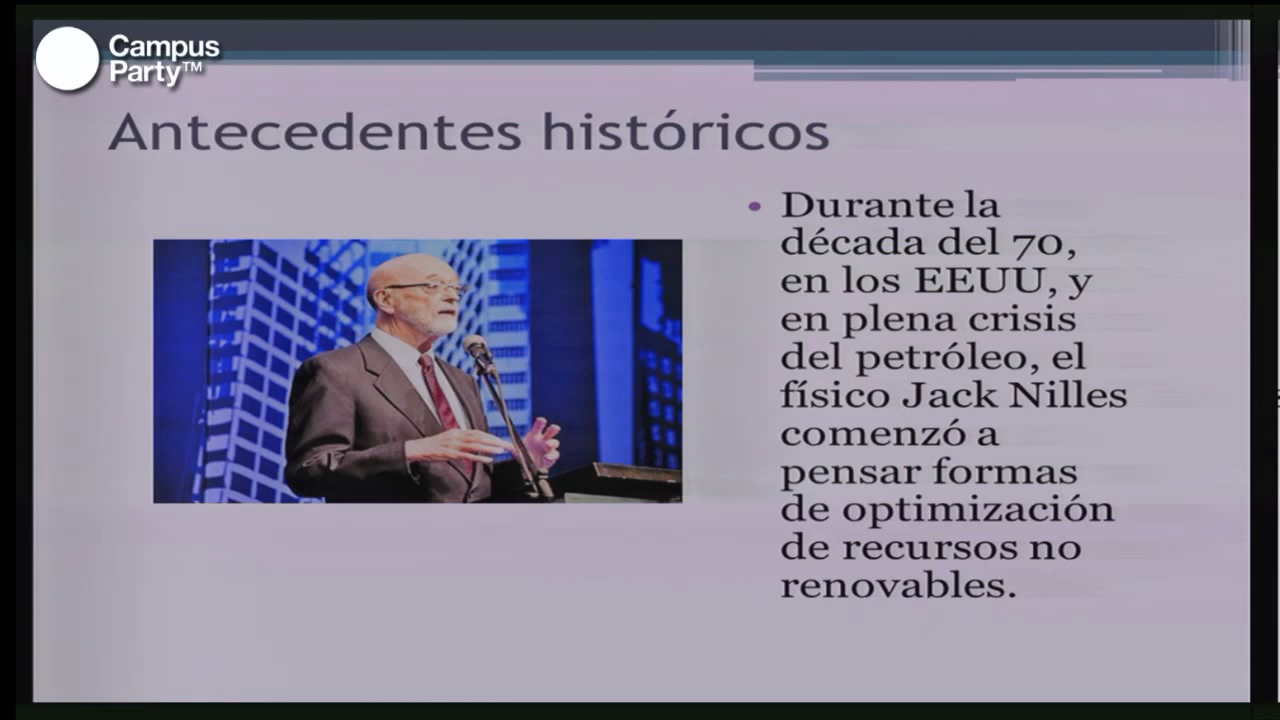 Campus
Party™
Antecedentes históricos
• Durante la
década del 70,
en los EEUU, y
en plena crisis
del petróleo, el
físico Jack Nilles
comenzó a
pensar formas
de optimización
de recursos no
renovables.